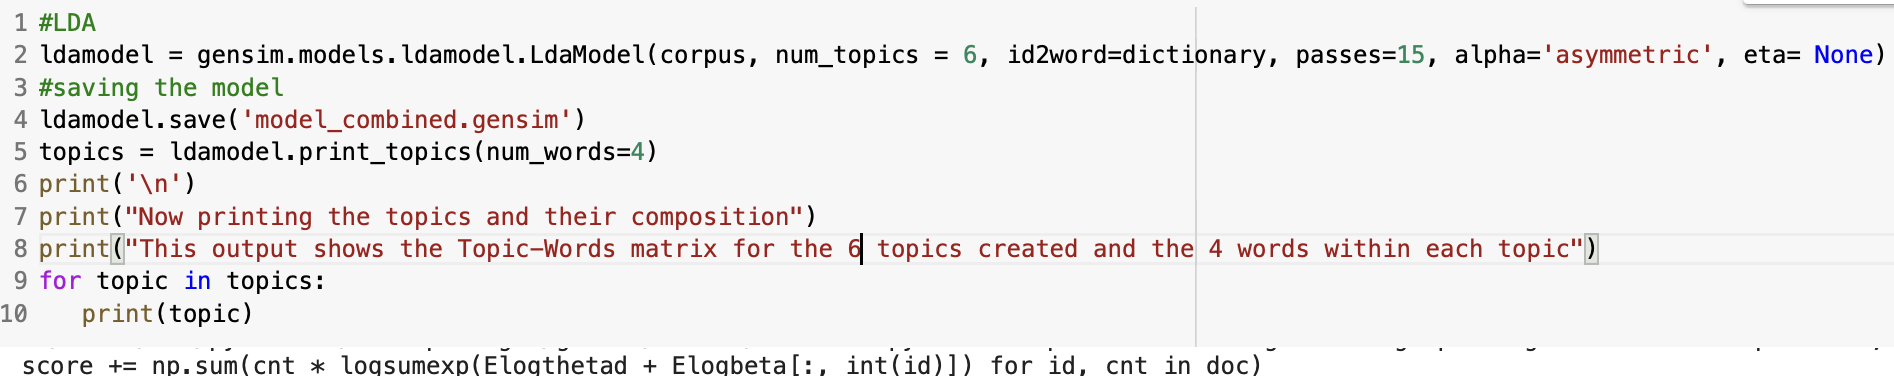 1 #LDA
2 ldamodel = gensim.models.ldamodel.LdaModel(corpus, num_topics = 6, id2word=dictionary, passes=15, alpha='asymmetric', eta= None)
3 #saving the model
4 ldamodel.save('model_combined.gensim')
5 topics = ldamodel.print_topics(num_words=4)
6 print('\n')
7 print("Now printing the topics and their composition")
8 print("This output shows the Topic-Words matrix for the 6 topics created and the 4 words within each topic")
9 for topic in topics:
10    print(topic)
score += np.sum(cnt * logsumexp(Elogthetad + Elogbeta[:, int(id)]) for id, cnt in doc)